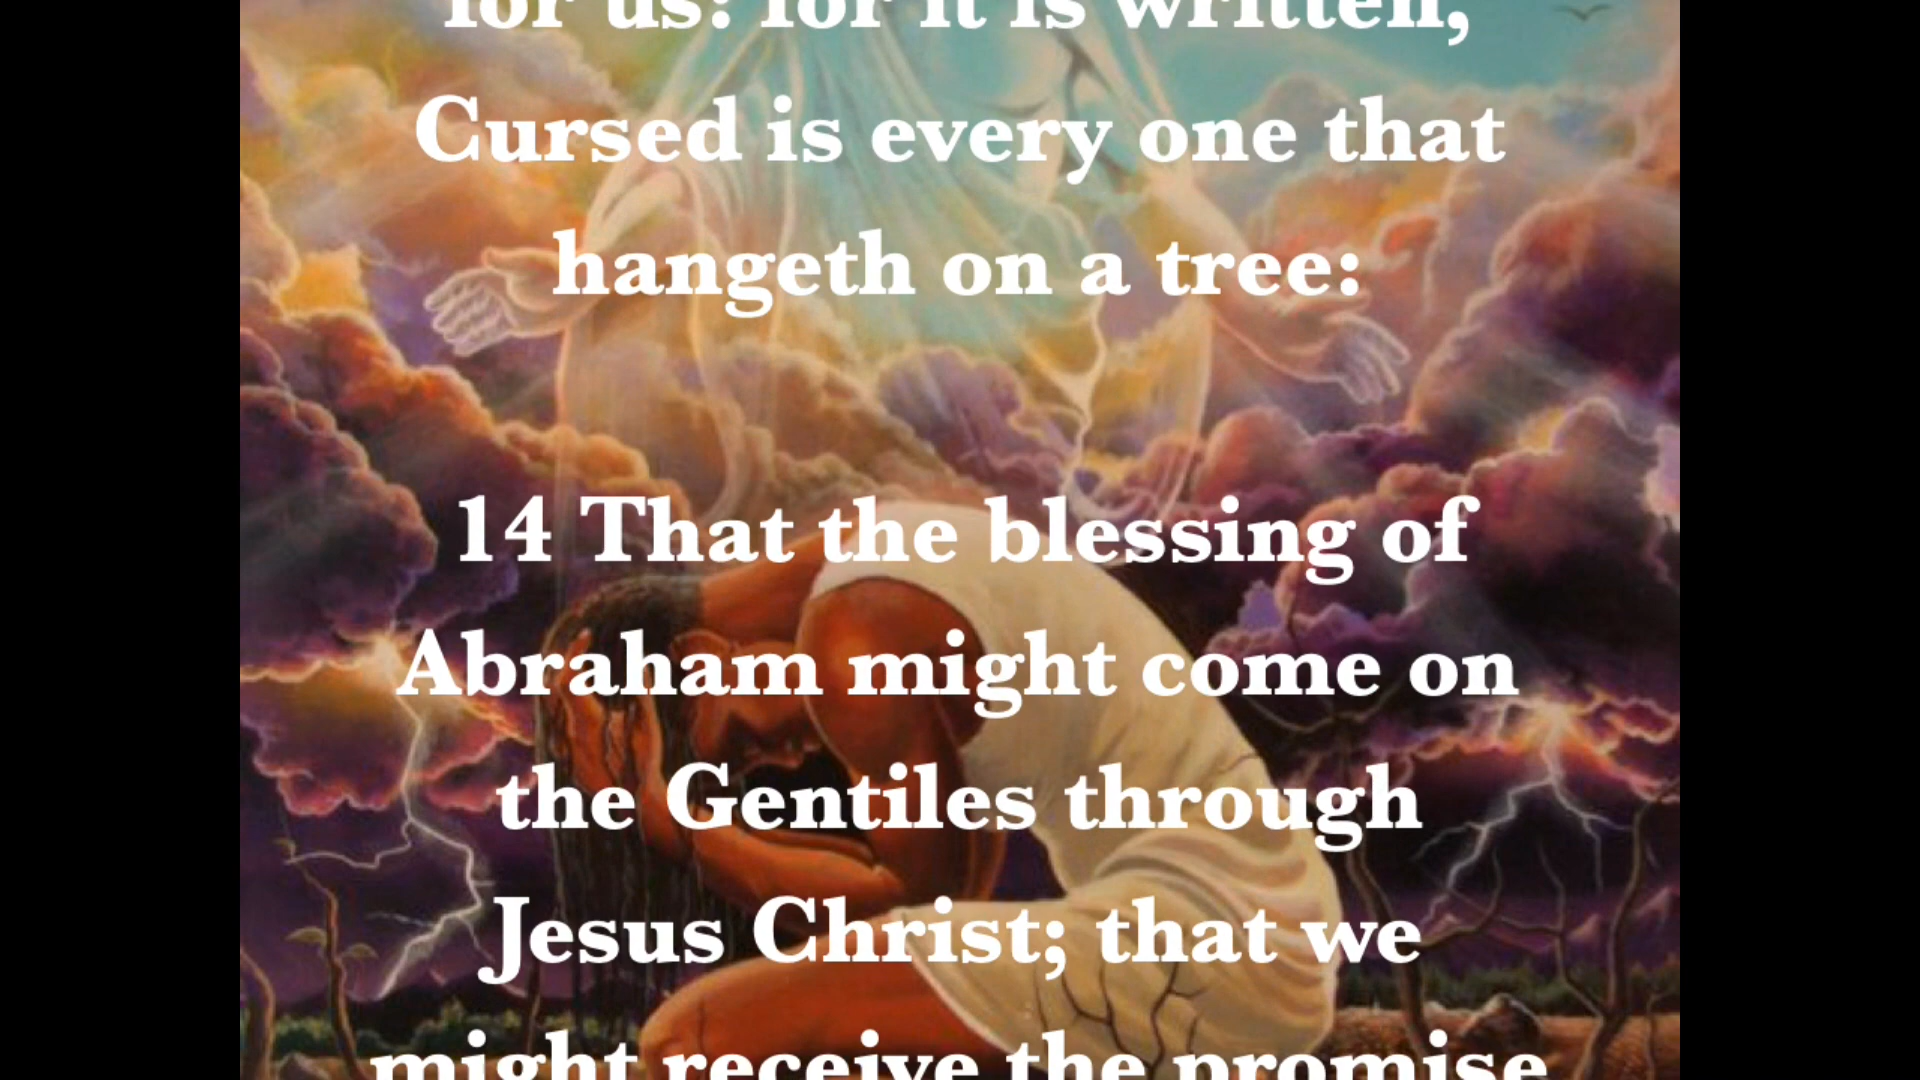 for us: for it is written,
Cursed is every one that
hangeth on a tree:
14 That the blessing of
Abraham might come on
the Gentiles through
Jesus Christ; that we
might receive the promise